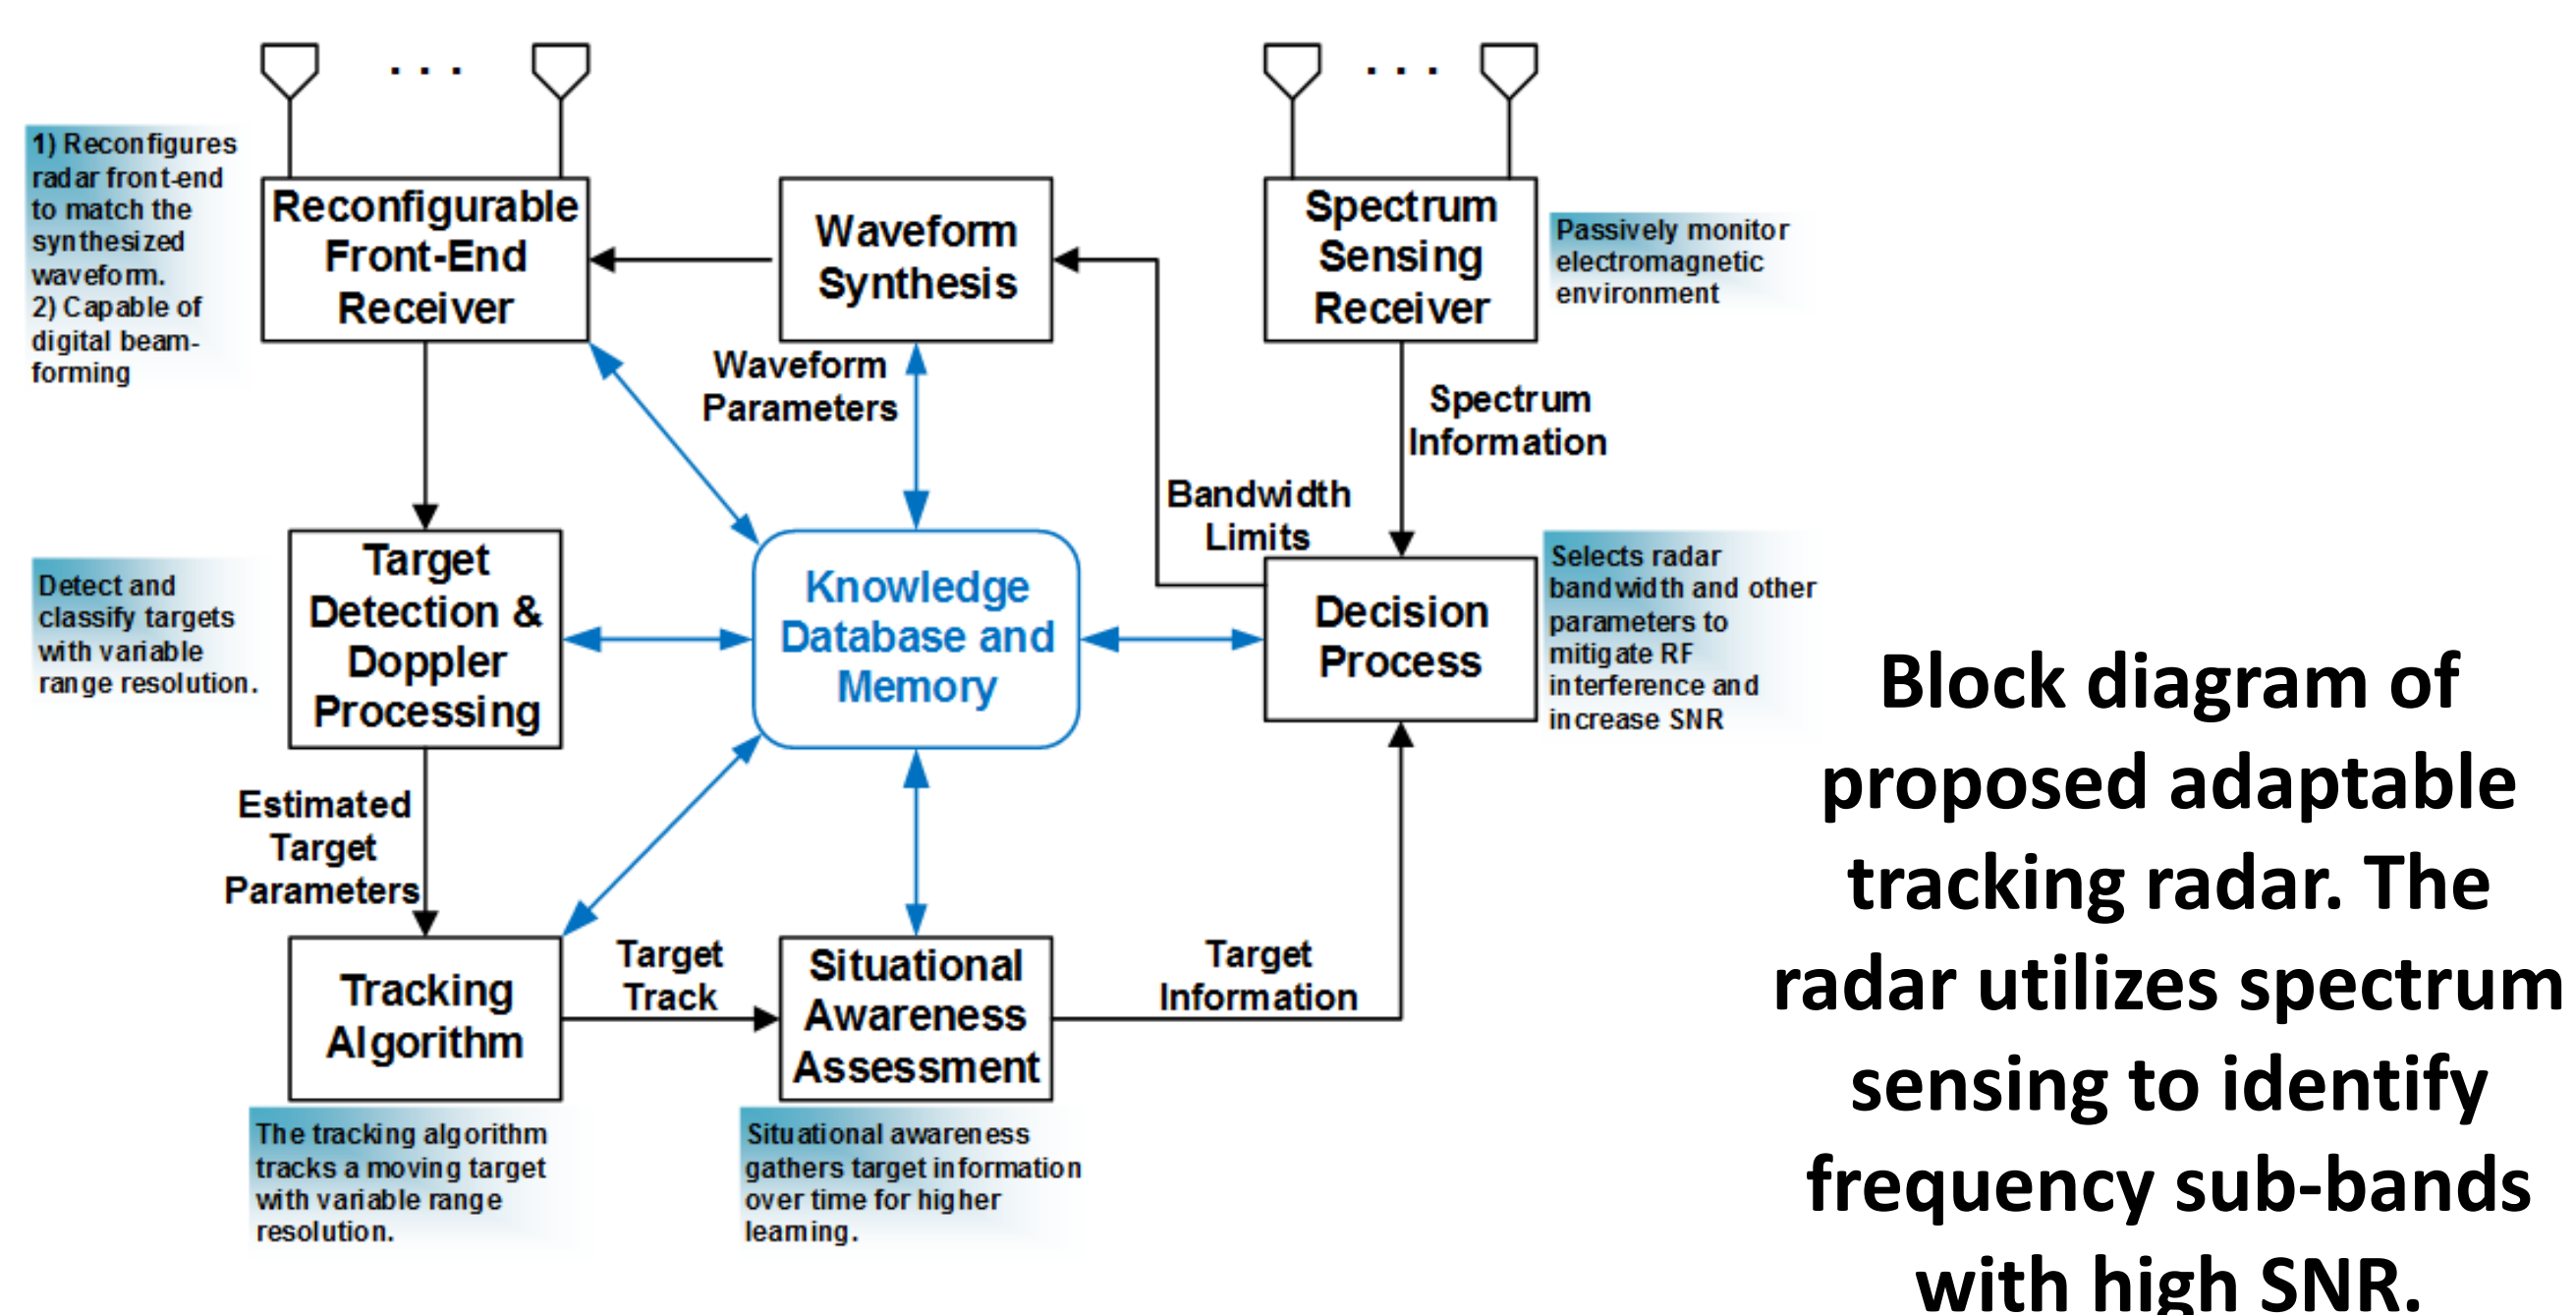 . . .
. . .
1) Reconfigures
radar front-end
to match the
synthesized
waveform.
2) Capable of
digital beam-
forming
Reconfigurable
Front-End
Receiver
Waveform
Synthesis
Spectrum
Sensing
Receiver
Passively monitor
electromagnetic
environment
Waveform
Parameters
Spectrum
Information
Bandwidth
Limits
Detect and
classify targets
with variable
range resolution.
Target
Detection &
Doppler
Processing
Knowledge
Database and
Memory
Decision
Process
Selects radar
bandwidth and other
parameters to
mitigate RF
interference and
increase SNR
Estimated
Target
Parameters
Tracking
Algorithm
Target
Track
Situational
Awareness
Assessment
Target
Information
The tracking algorithm
tracks a moving target
with variable range
resolution.
Situational awareness
gathers target information
over time for higher
learning.
Block diagram of
proposed adaptable
tracking radar. The
radar utilizes spectrum
sensing to identify
frequency sub-bands
with high SNR.